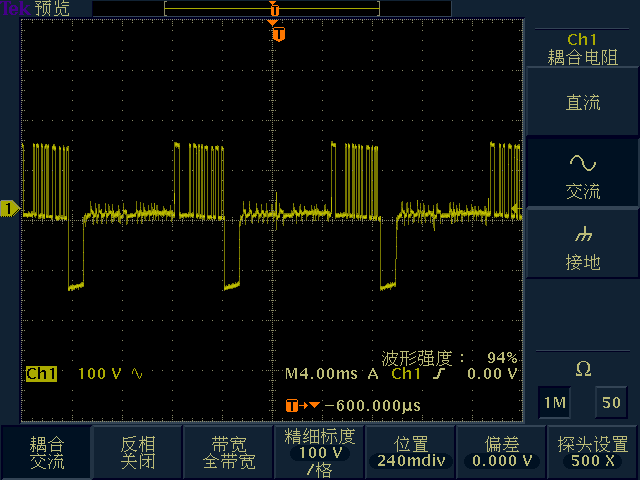 Tek 预览
T
T
Ch1
耦合电阻
直流
交流
接地
1
波形强度： 94%
Ch1 100 V M4.00ms A Ch1 0.00 V
T −600.000µs
Ω
1M 50
耦合
交流
反相
关闭
带宽
全带宽
精细标度
100 V
/格
位置
240mdiv
偏差
0.000 V
探头设置
500 X